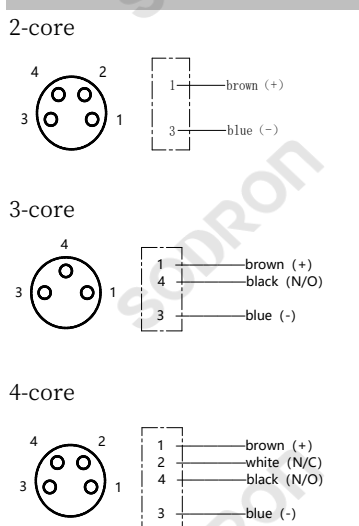 2-core
4 2
3 1
1 brown (+)
3 blue (-)
SODRON
3-core
4
3 1
1 brown (+)
4 black (N/O)
3 blue (-)
4-core
4 2
3 1
1 brown (+)
2 white (N/C)
4 black (N/O)
3 blue (-)